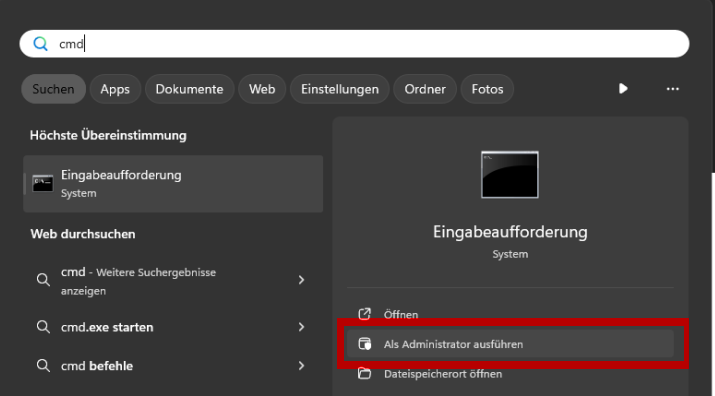 cmd
Suchen Apps Dokumente Web Einstellungen Ordner Fotos
Höchste Übereinstimmung
Eingabeaufforderung
System
Web durchsuchen
cmd - Weitere Suchergebnisse
anzeigen
cmd.exe starten
cmd befehle
Eingabeaufforderung
System
Öffnen
Als Administrator ausführen
Dateispeicherort öffnen